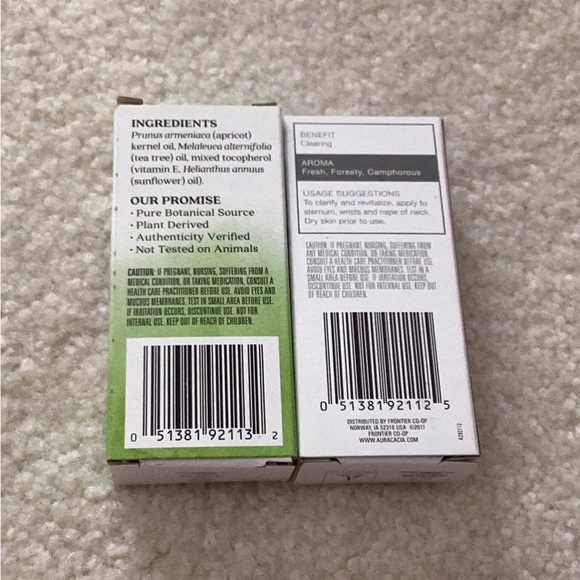 INGREDIENTS
Prunus armeniaca (apricot)
kernel oil, Melaleuca alternifolia
(tea tree) oil, mixed tocopherol
(vitamin E, Helianthus annuus
(sunflower) oil).
OUR PROMISE
• Pure Botanical Source
• Plant Derived
• Authenticity Verified
• Not Tested on Animals
CAUTION: IF PREGNANT, NURSING, SUFFERING FROM A
MEDICAL CONDITION, OR TAKING MEDICATION, CONSULT A
HEALTH CARE PRACTITIONER BEFORE USE. AVOID EYES AND
MUCOUS MEMBRANES. TEST IN SMALL AREA BEFORE USE.
IF IRRITATION OCCURS, DISCONTINUE USE. NOT FOR
INTERNAL USE. KEEP OUT OF REACH OF CHILDREN.
0 51381 92113 2
BENEFIT
Clearing
AROMA
Fresh, Foresty, Camphorous
USAGE SUGGESTIONS
To clarify and revitalize, apply to
sternum, wrists and nape of neck.
Dry skin prior to use.
CAUTION: IF PREGNANT, NURSING, SUFFERING FROM
ANY MEDICAL CONDITION, OR TAKING MEDICATION,
CONSULT A HEALTH CARE PRACTITIONER BEFORE USE.
AVOID EYES AND MUCOUS MEMBRANES. TEST IN A
SMALL AREA BEFORE USE. IF IRRITATION OCCURS,
DISCONTINUE USE. NOT FOR INTERNAL USE. KEEP
OUT OF REACH OF CHILDREN.
0 51381 92112 5
DISTRIBUTED BY FRONTIER CO-OP
NORWAY, IA 52318 USA ©2017
FRONTIER CO-OP
WWW.AURACACIA.COM